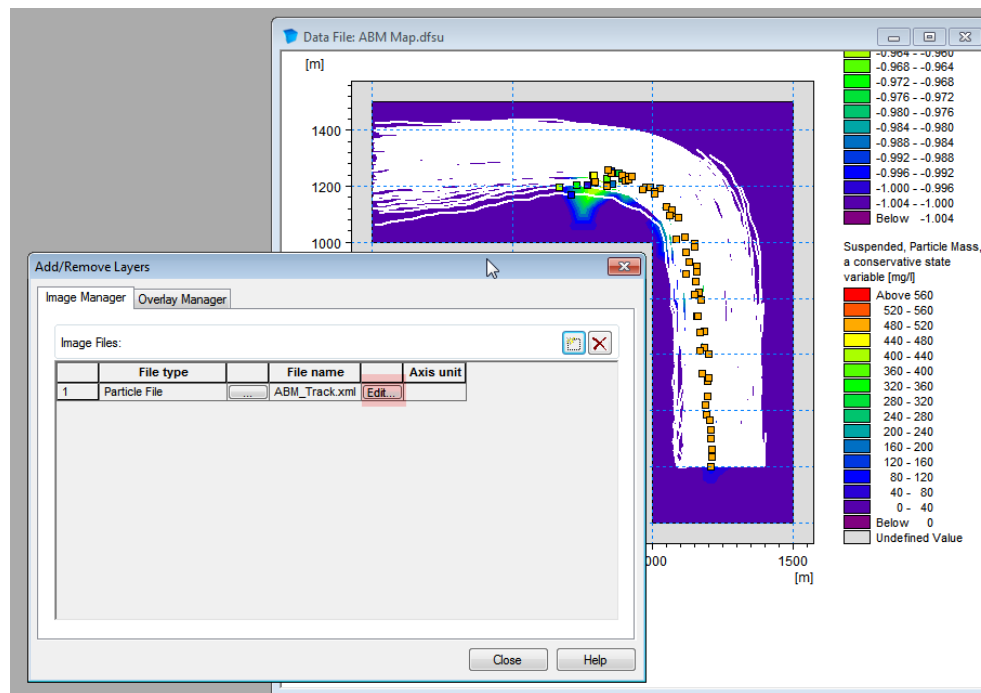 Data File: ABM Map.dfsu
[m]
1400
1200
1000
000
1500
[m]
-0.964 - -0.960
-0.968 - -0.964
-0.972 - -0.968
-0.976 - -0.972
-0.980 - -0.976
-0.984 - -0.980
-0.988 - -0.984
-0.992 - -0.988
-0.996 - -0.992
-1.000 - -0.996
-1.004 - -1.000
Below -1.004
Suspended, Particle Mass,
a conservative state
variable [mg/l]
Above 560
520 - 560
480 - 520
440 - 480
400 - 440
360 - 400
320 - 360
280 - 320
240 - 280
200 - 240
160 - 200
120 - 160
80 - 120
40 - 80
0 - 40
Below 0
Undefined Value
Add/Remove Layers
Image Manager Overlay Manager
Image Files:
File type File name Axis unit
1 Particle File ... ABM_Track.xml Edit...
Close Help